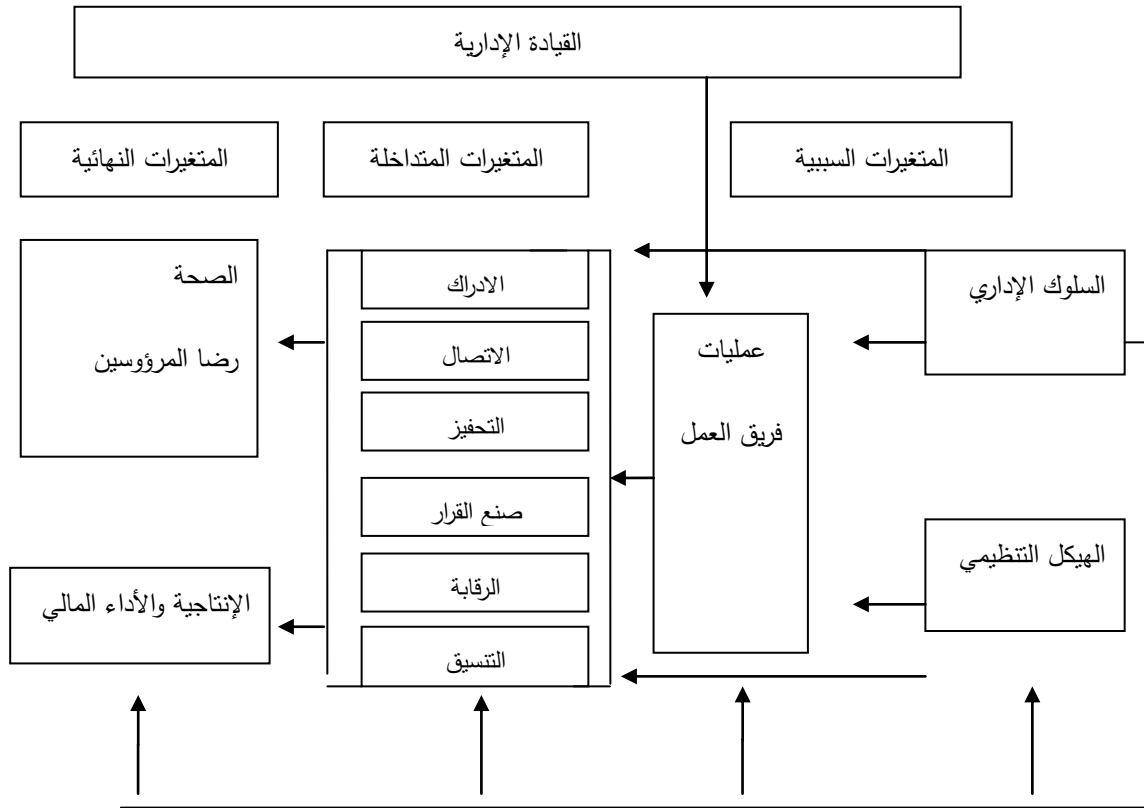 القيادة الإدارية
المتغيرات السببية
المتغيرات المتداخلة
المتغيرات النهائية
السلوك الإداري
الهيكل التنظيمي
عمليات
فريق العمل
الادراك
الاتصال
التحفيز
صنع القرار
الرقابة
التنسيق
الصحة
رضا المرؤوسين
الإنتاجية والأداء المالي